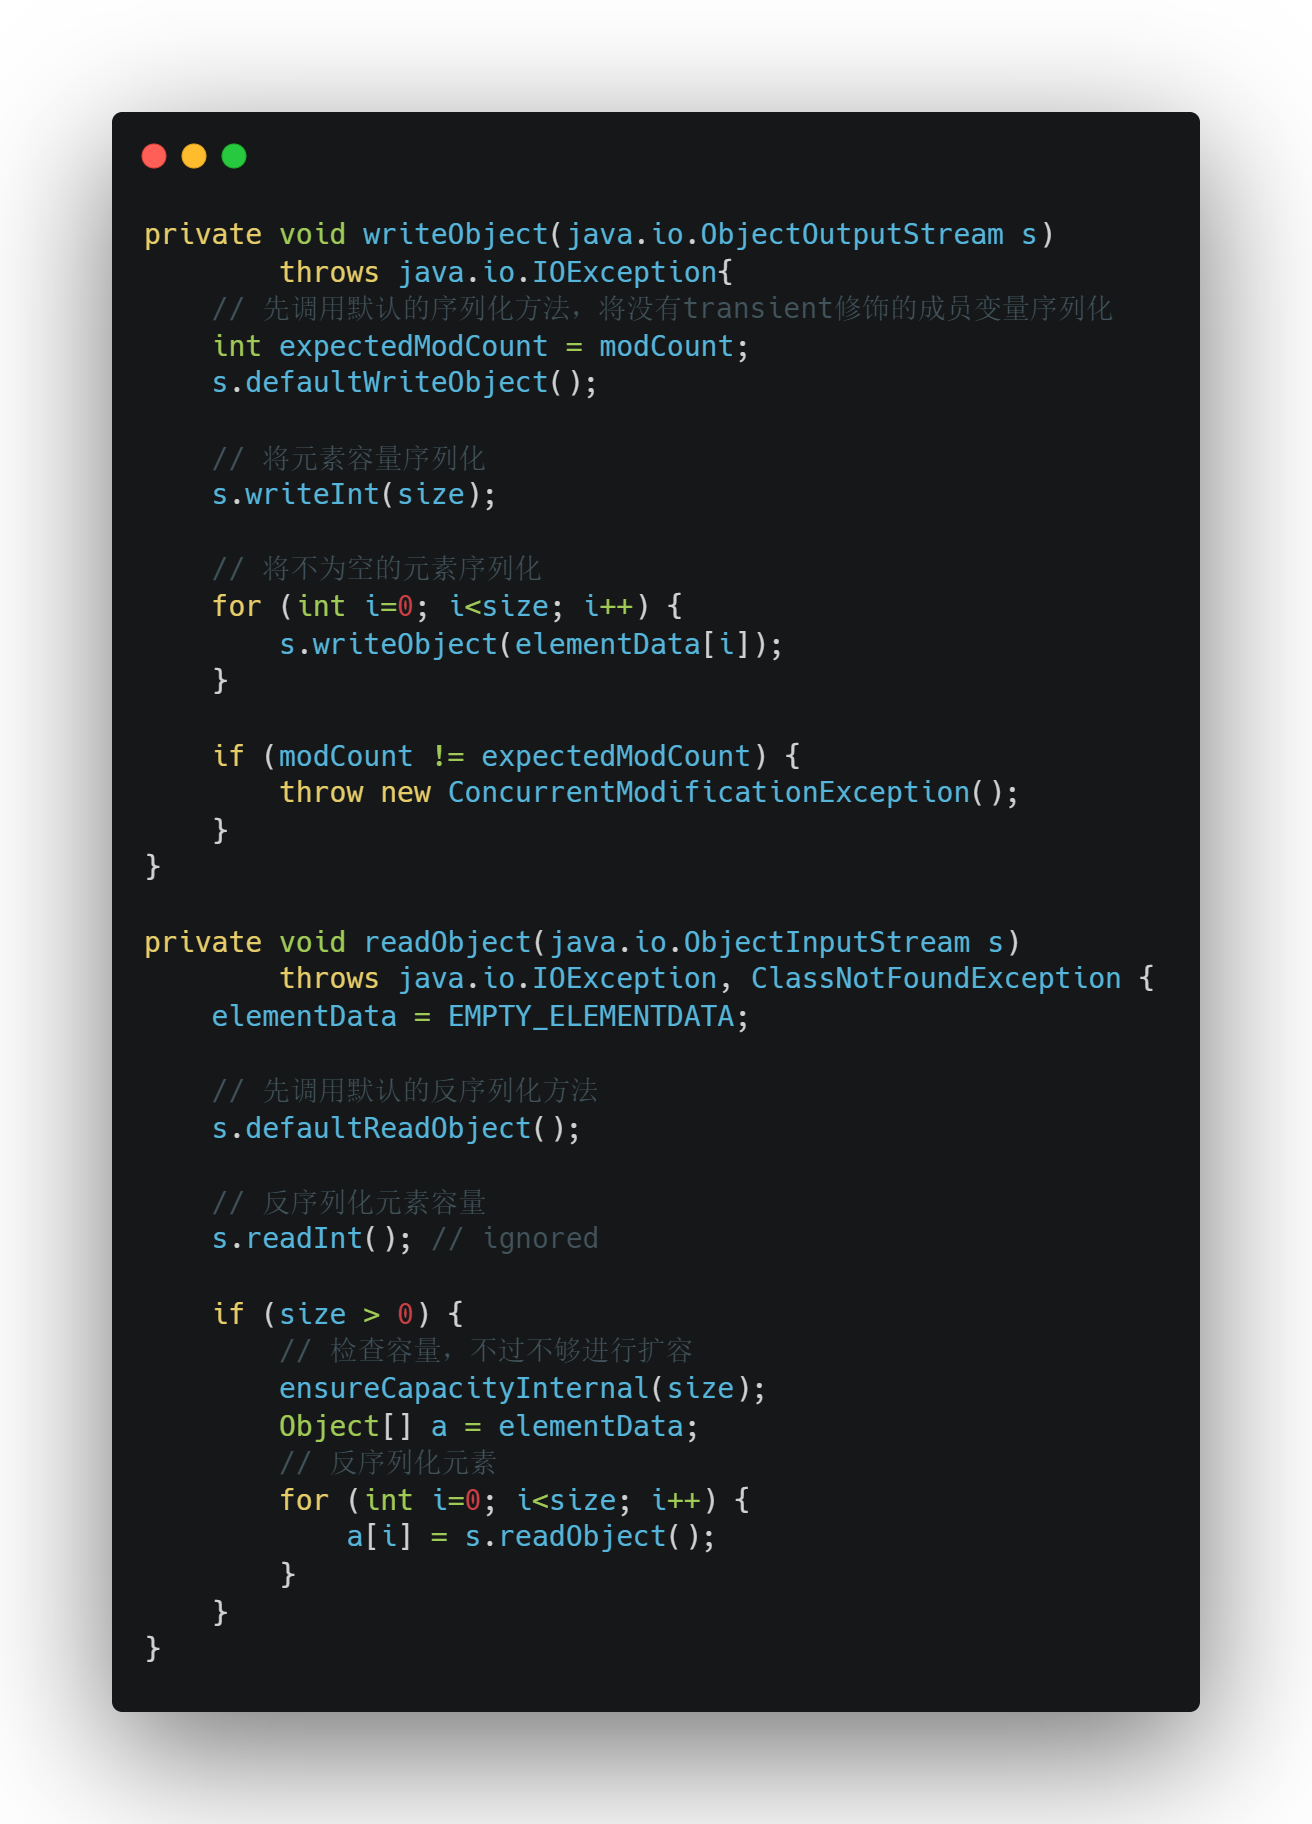 private void writeObject(java.io.ObjectOutputStream s)
        throws java.io.IOException{
    // 先调用默认的序列化方法，将没有transient修饰的成员变量序列化
    int expectedModCount = modCount;
    s.defaultWriteObject();

    // 将元素容量序列化
    s.writeInt(size);

    // 将不为空的元素序列化
    for (int i=0; i<size; i++) {
        s.writeObject(elementData[i]);
    }

    if (modCount != expectedModCount) {
        throw new ConcurrentModificationException();
    }
}

private void readObject(java.io.ObjectInputStream s)
        throws java.io.IOException, ClassNotFoundException {
    elementData = EMPTY_ELEMENTDATA;

    // 先调用默认的反序列化方法
    s.defaultReadObject();

    // 反序列化元素容量
    s.readInt(); // ignored

    if (size > 0) {
        // 检查容量，不过不够进行扩容
        ensureCapacityInternal(size);
        Object[] a = elementData;
        // 反序列化元素
        for (int i=0; i<size; i++) {
            a[i] = s.readObject();
        }
    }
}